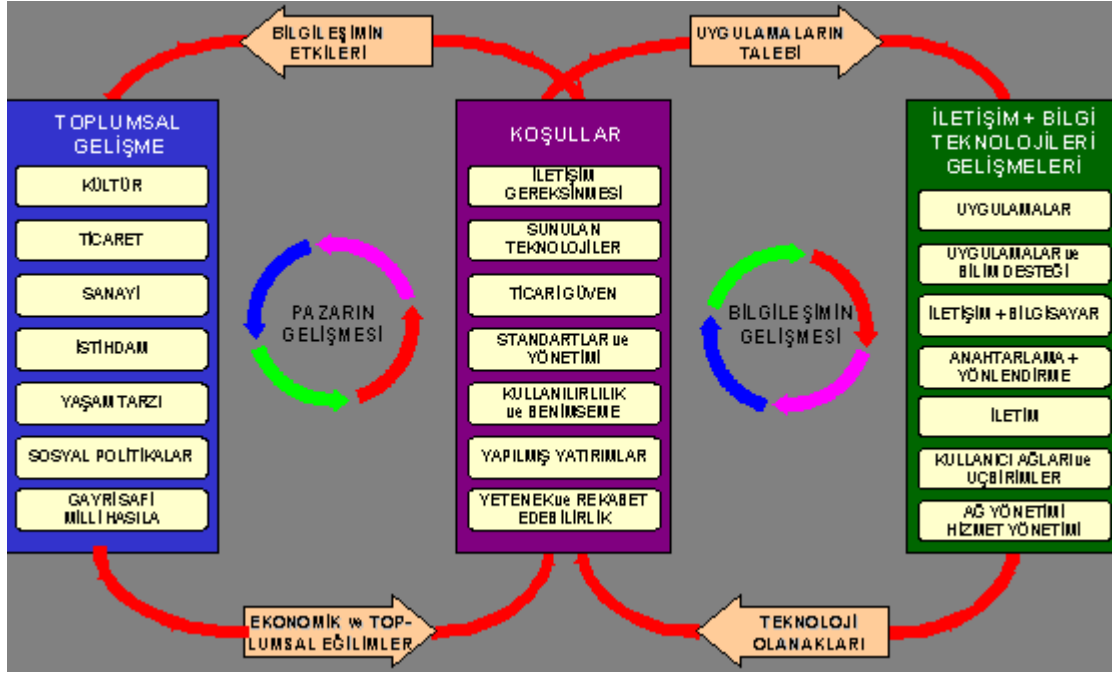 BİLGİLEŞİMİN
ETKİLERİ
UYGULAMALARIN
TALEBİ
TOPLUMSAL
GELİŞME
KÜLTÜR
TİCARET
SANAYİ
İSTİHDAM
YAŞAM TARZI
SOSYAL POLİTİKALAR
GAYRİ SAFİ
MİLLİ HASILA
PAZARIN
GELİŞMESİ
KOŞULLAR
İLETİŞİM
GEREKSİNMESİ
SUNULAN
TEKNOLOJİLER
TİCARİ GÜVEN
STANDARTLAR ve
YÖNETİMİ
KULLANILIRLILIK
ve BENİMSEME
YAPILMIŞ YATIRIMLAR
YETENEK ve REKABET
EDEBİLİRLİK
BİLGİLEŞİMİN
GELİŞMESİ
İLETİŞİM + BİLGİ
TEKNOLOJİLERİ
GELİŞMELERİ
UYGULAMALAR
UYGULAMALAR ve
BİLİM DESTEĞİ
İLETİŞİM + BİLGİSAYAR
ANAHTARLAMA +
YÖNLENDİRME
İLETİM
KULLANICI AĞLARI ve
UÇBİRİMLER
AĞ YÖNETİMİ
HİZMET YÖNETİMİ
EKONOMİK ve TOP-
LUMSAL EĞİLİMLER
TEKNOLOJİ
OLANAKLARI